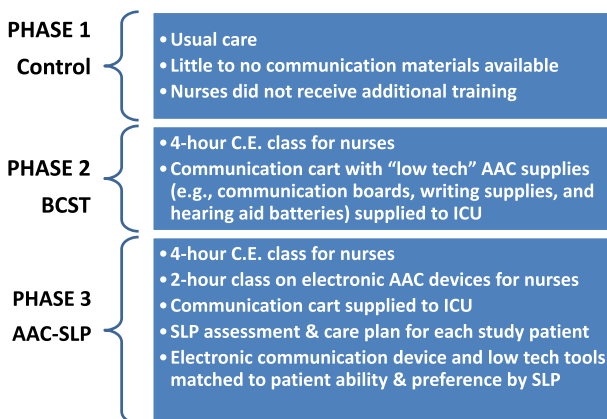 PHASE 1
Control
• Usual care
• Little to no communication materials available
• Nurses did not receive additional training
PHASE 2
BCST
• 4-hour C.E. class for nurses
• Communication cart with “low tech” AAC supplies
(e.g., communication boards, writing supplies, and
hearing aid batteries) supplied to ICU
PHASE 3
AAC-SLP
• 4-hour C.E. class for nurses
• 2-hour class on electronic AAC devices for nurses
• Communication cart supplied to ICU
• SLP assessment & care plan for each study patient
• Electronic communication device and low tech tools
matched to patient ability & preference by SLP